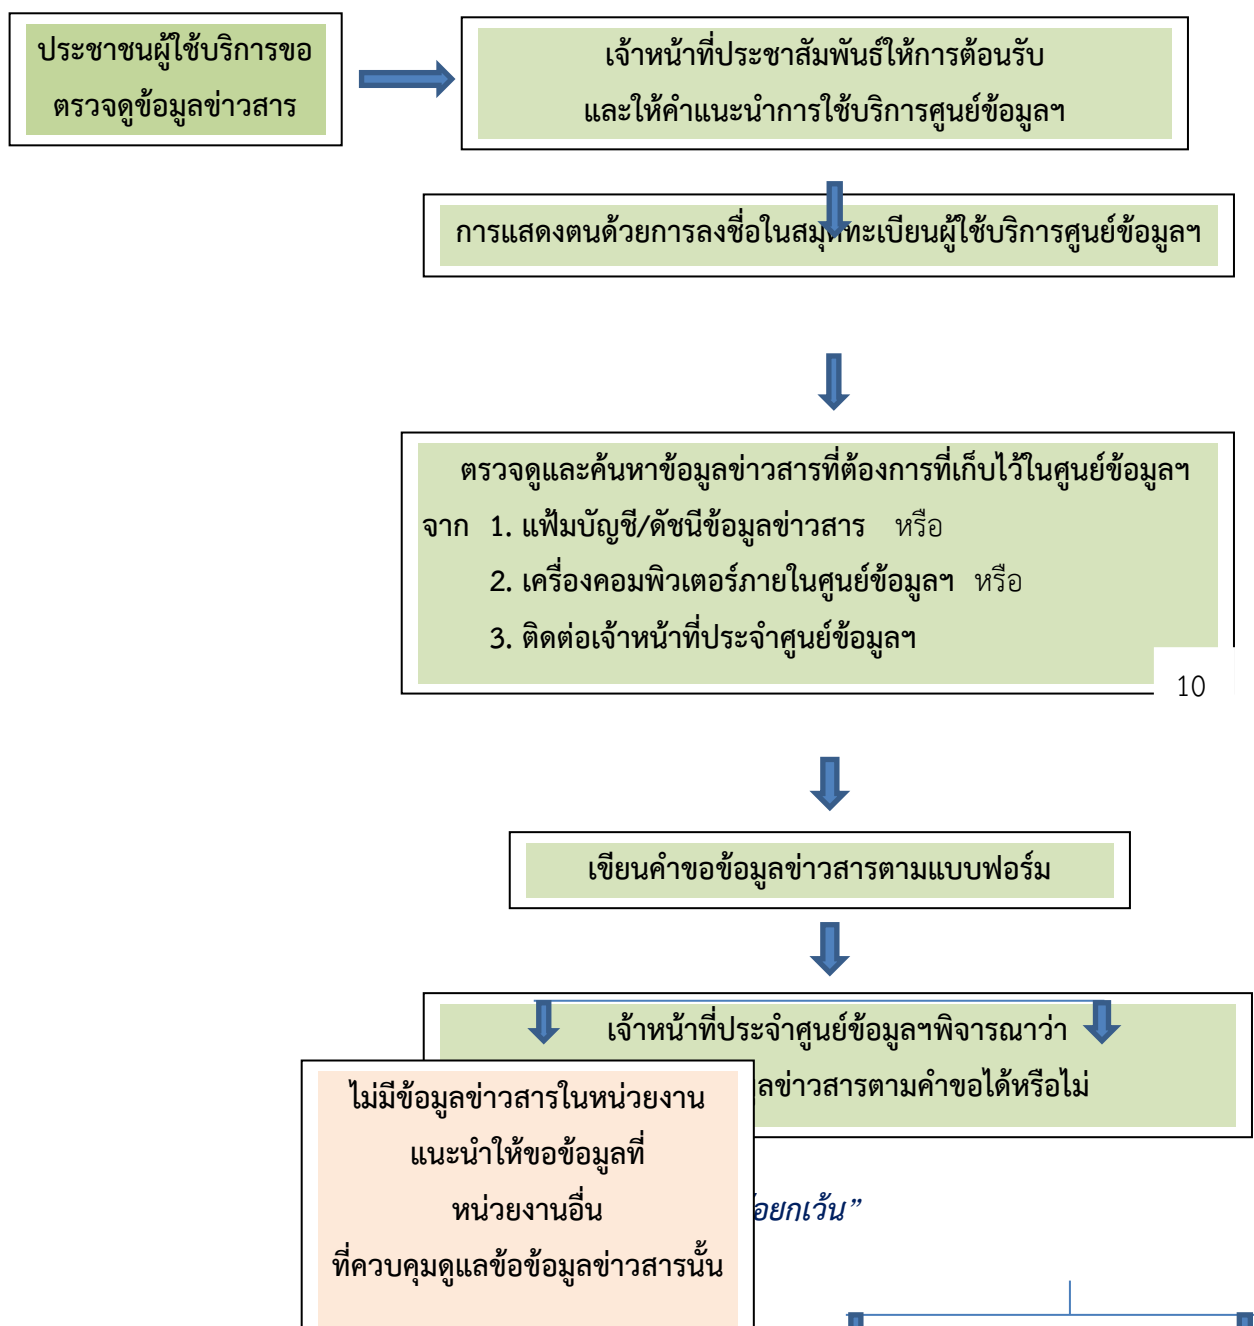 ประชาชนผู้ใช้บริการขอ
ตรวจดูข้อมูลข่าวสาร
เจ้าหน้าที่ประชาสัมพันธ์ให้การต้อนรับ
และให้คำแนะนำการใช้บริการศูนย์ข้อมูลฯ
การแสดงตนด้วยการลงชื่อในสมุดทะเบียนผู้ใช้บริการศูนย์ข้อมูลฯ
ตรวจดูและค้นหาข้อมูลข่าวสารที่ต้องการที่เก็บไว้ในศูนย์ข้อมูลฯ
จาก 1. แฟ้มบัญชี/ดัชนีข้อมูลข่าวสาร หรือ
2. เครื่องคอมพิวเตอร์ภายในศูนย์ข้อมูลฯ หรือ
3. ติดต่อเจ้าหน้าที่ประจำศูนย์ข้อมูลฯ
10
เขียนคำขอข้อมูลข่าวสารตามแบบฟอร์ม
เจ้าหน้าที่ประจำศูนย์ข้อมูลฯพิจารณาว่า
ลข่าวสารตามคำขอได้หรือไม่
ไม่มีข้อมูลข่าวสารในหน่วยงาน
แนะนำให้ขอข้อมูลที่
หน่วยงานอื่น
ที่ควบคุมดูแลข้อข้อมูลข่าวสารนั้น
อยกเว้น”